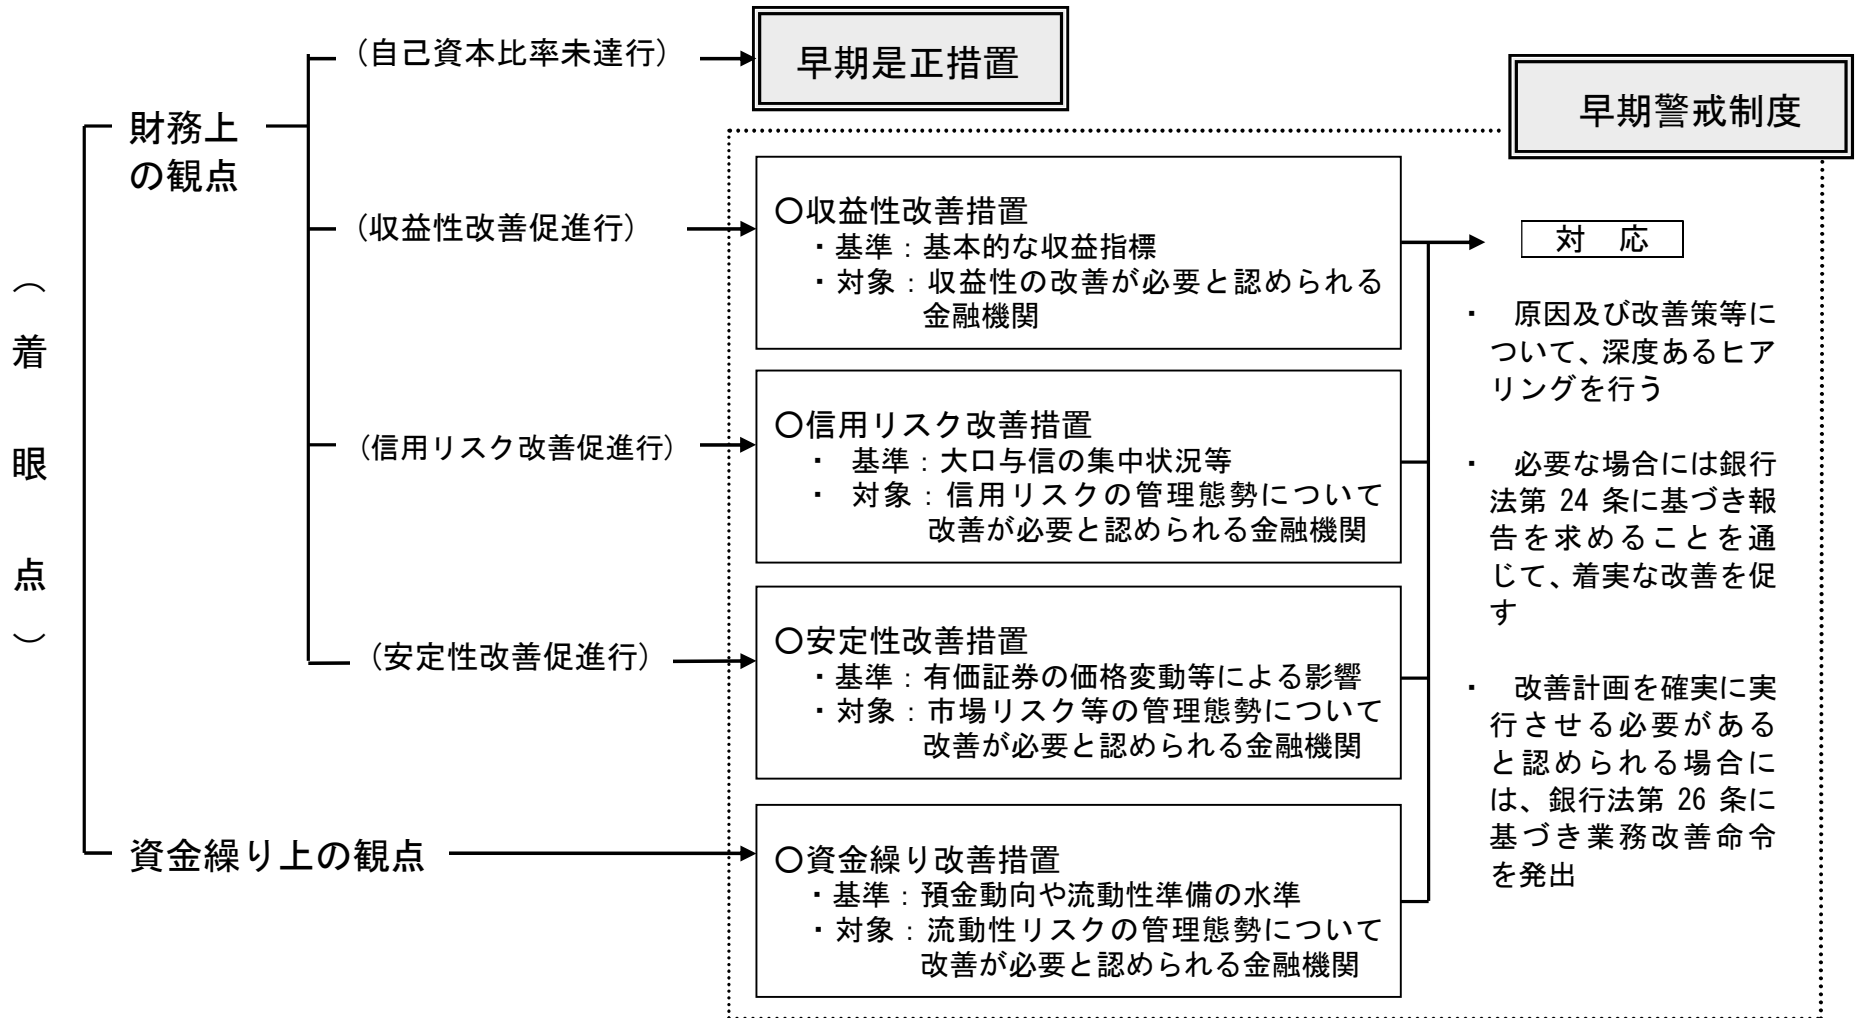 （着眼点）
財務上
の観点
（自己資本比率未達行）
早期是正措置
早期警戒制度
（収益性改善促進行）
〇収益性改善措置
・基準：基本的な収益指標
・対象：収益性の改善が必要と認められる
金融機関
（信用リスク改善促進行）
〇信用リスク改善措置
・ 基準：大口与信の集中状況等
・ 対象：信用リスクの管理態勢について
改善が必要と認められる金融機関
（安定性改善促進行）
〇安定性改善措置
・基準：有価証券の価格変動等による影響
・対象：市場リスク等の管理態勢について
改善が必要と認められる金融機関
資金繰り上の観点
〇資金繰り改善措置
・基準：預金動向や流動性準備の水準
・対象：流動性リスクの管理態勢について
改善が必要と認められる金融機関
対 応
・ 原因及び改善策等に
ついて、深度あるヒア
リングを行う
・ 必要な場合には銀行
法第 24 条に基づき報
告を求めることを通
じて、着実な改善を促
す
・ 改善計画を確実に実
行させる必要がある
と認められる場合に
は、銀行法第 26 条に
基づき業務改善命令
を発出